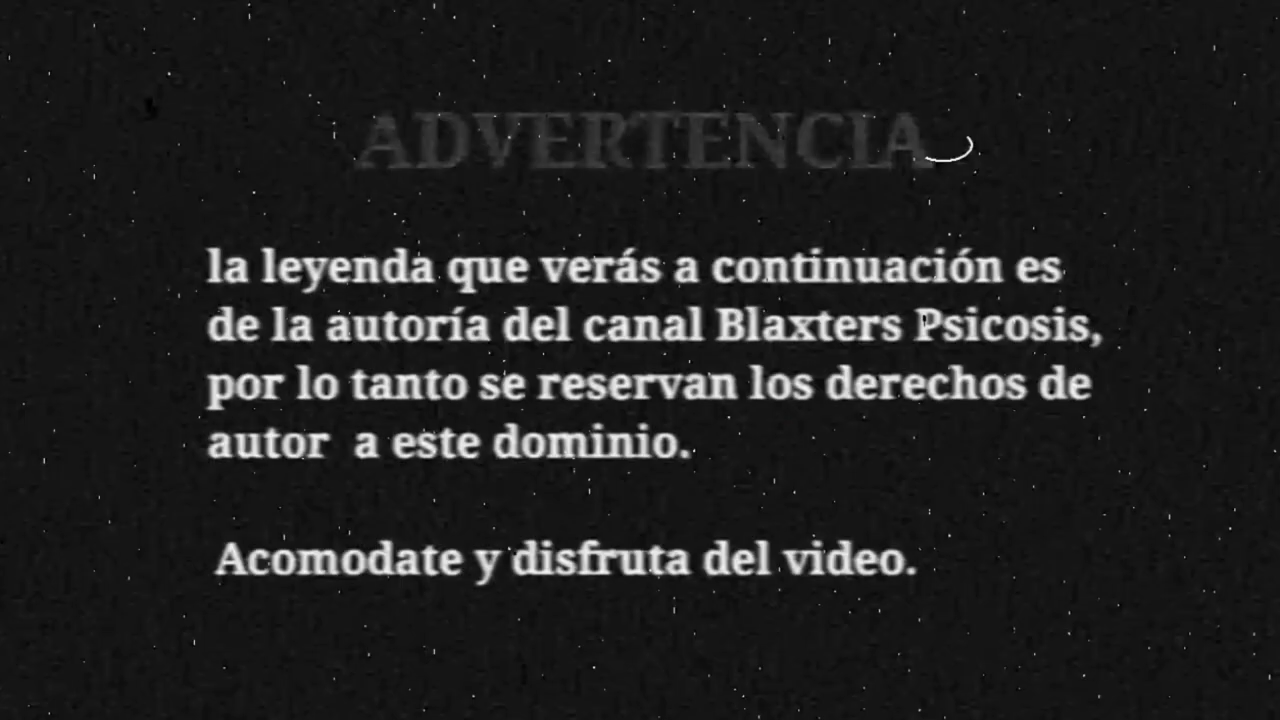 ADVERTENCIA
la leyenda que verás a continuación es
de la autoría del canal Blaxters Psicosis,
por lo tanto se reservan los derechos de
autor  a este dominio.
Acomodate y disfruta del video.